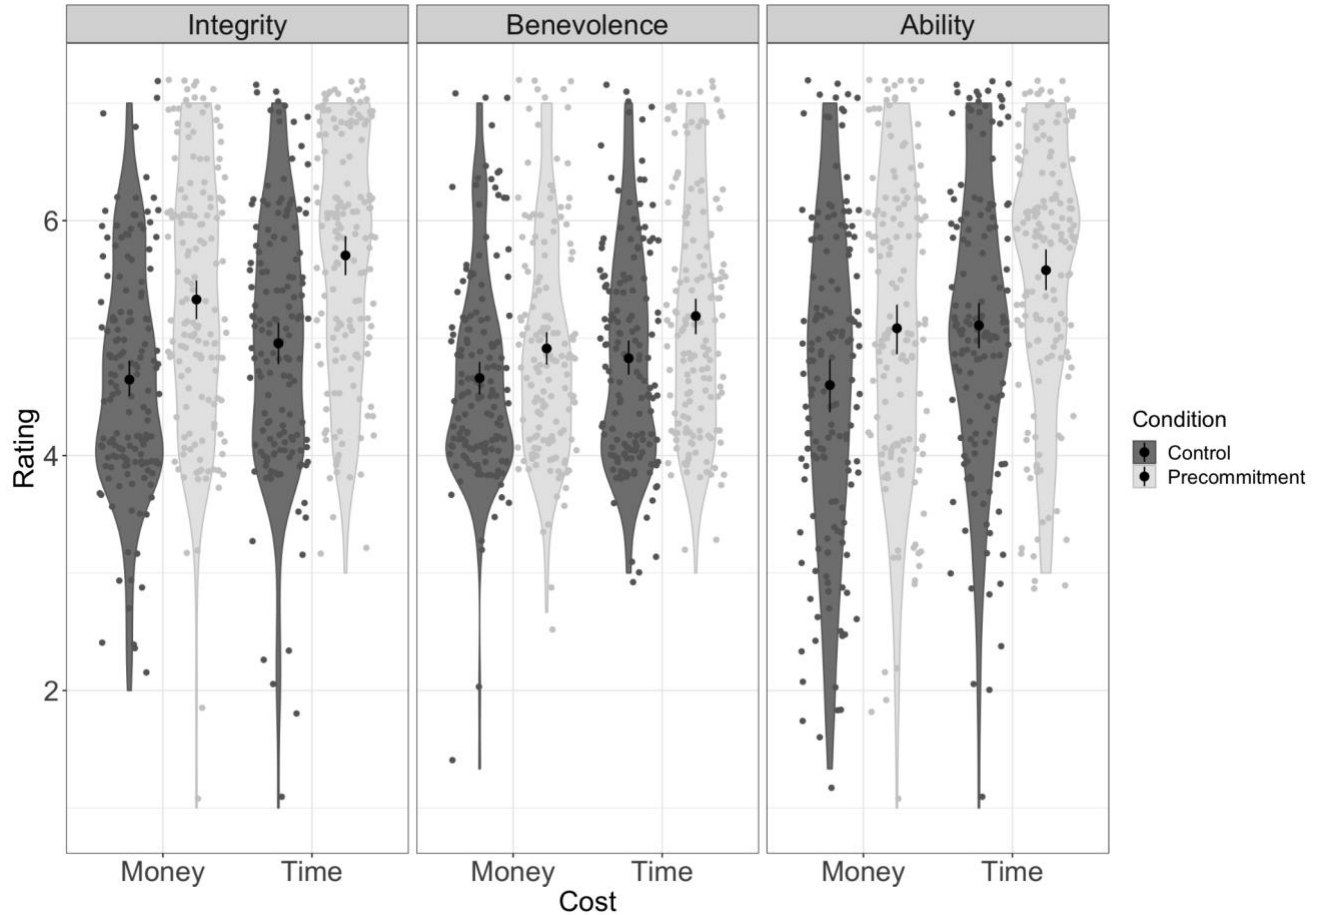 Integrity Benevolence Ability
6
4
2
Rating
Money Time Money Time Money Time
Cost
Condition
Control
Precommitment